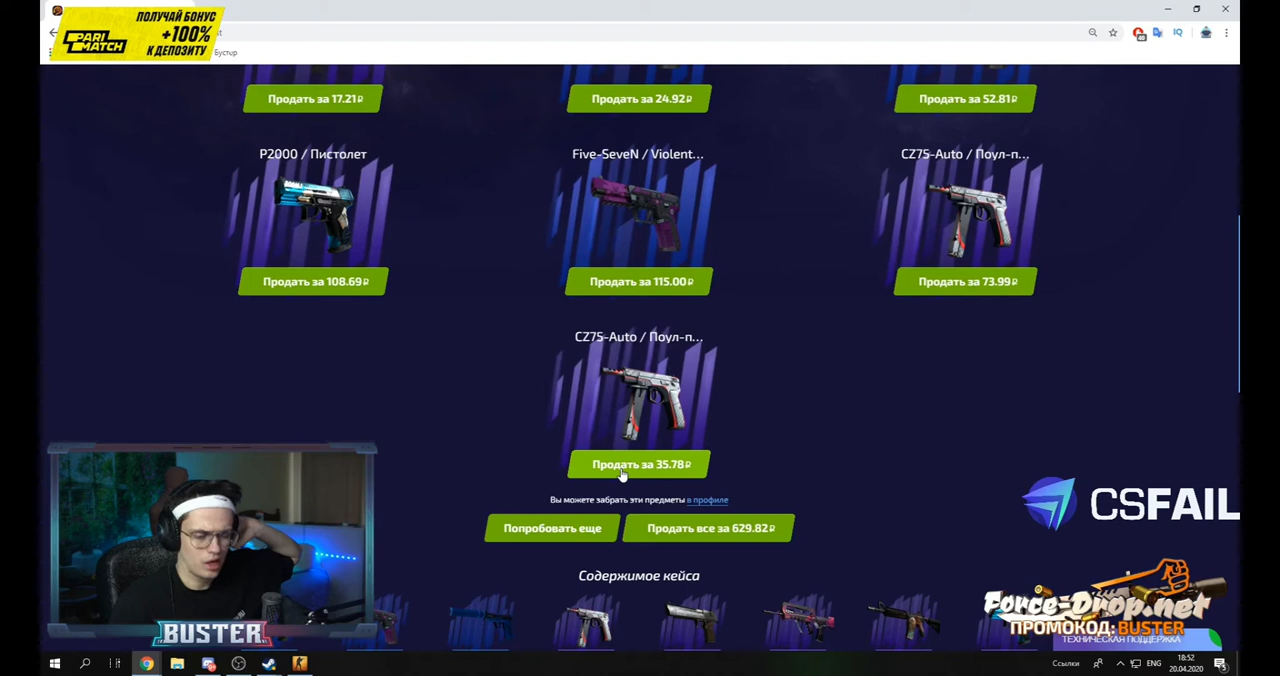 ПОЛУЧАЙ БОНУС
+100%
К ДЕПОЗИТУ
PARI
MATCH
Бустыр
Продать за 17.21₽
Продать за 24.92₽
Продать за 52.81₽
P2000 / Пистолет
Five-SeveN / Violent...
CZ75-Auto / Поул-п...
Продать за 108.69₽
Продать за 115.00₽
Продать за 73.99₽
CZ75-Auto / Поул-п...
Продать за 35.78₽
Вы можете забрать эти предметы в профиле
Попробовать еще
Продать все за 629.82₽
Содержимое кейса
CSFAIL
Force-Drop.net
ПРОМОКОД: BUSTER
ТЕХНИЧЕСКАЯ ПОДДЕРЖКА
BUSTER
Ссылки
ENG
18:52
20.04.2020